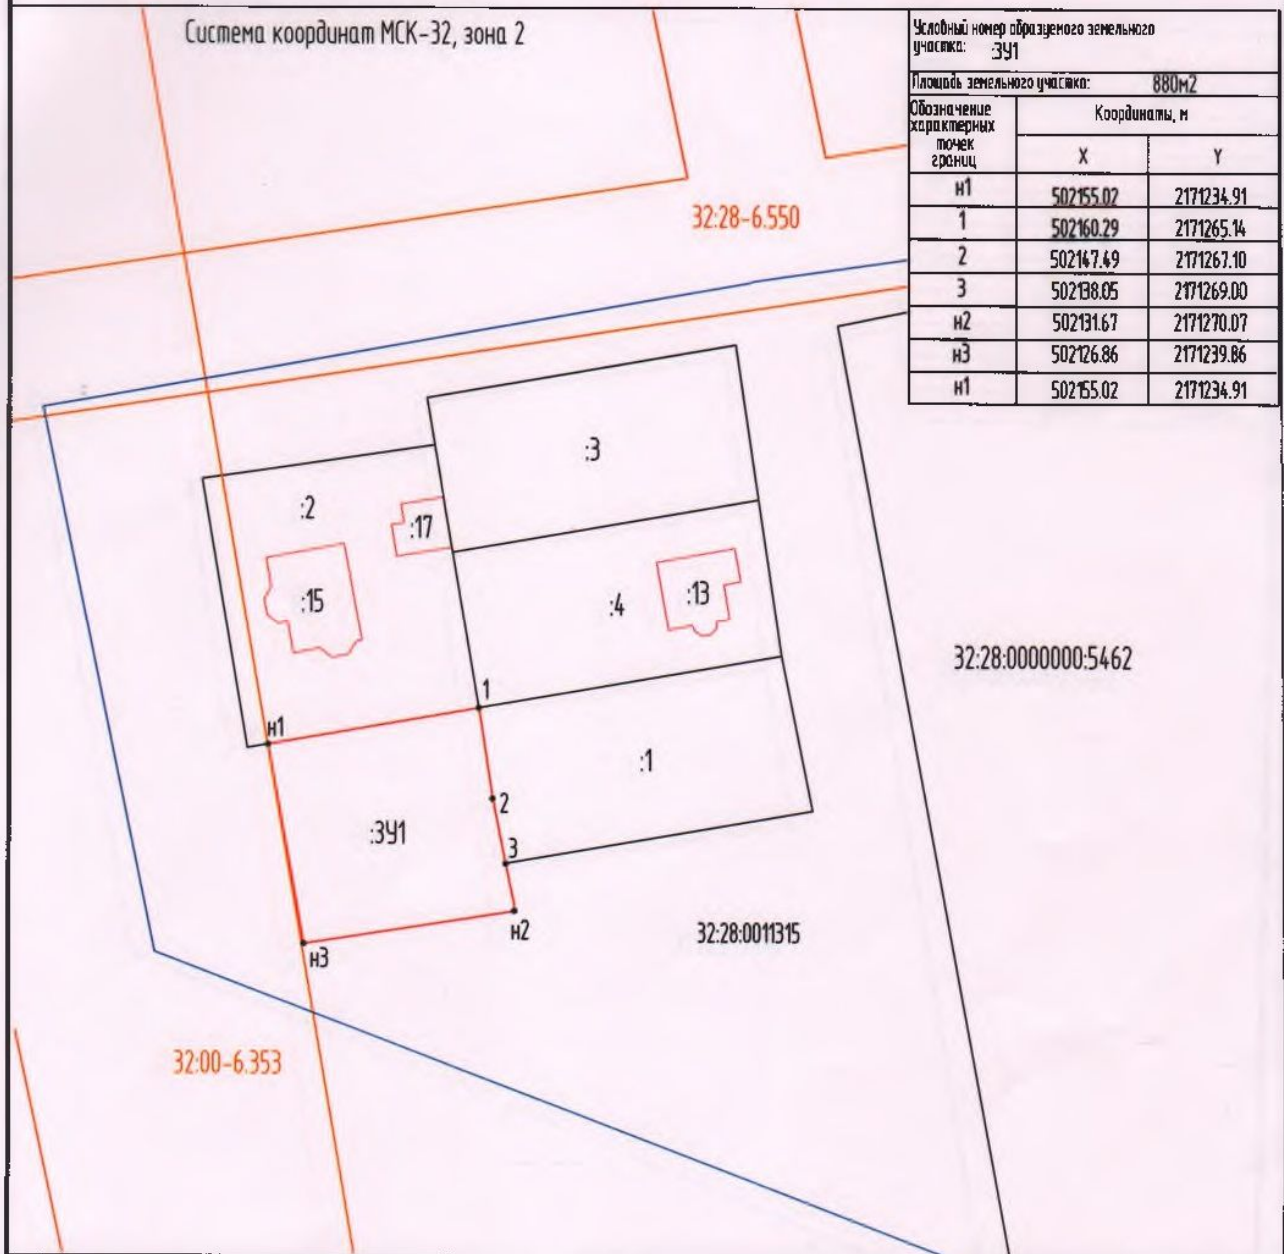 Система координат МСК-32, зона 2
Условный номер образуемого земельного
участка: :ЗУ1
Площадь земельного участка: 880м2
Обозначение характерных точек границ
Координаты, м
X Y
н1 502155.02 2171234.91
1 502160.29 2171265.14
2 502147.49 2171267.10
3 502138.05 2171269.00
н2 502131.67 2171270.07
н3 502126.86 2171239.86
н1 502155.02 2171234.91
32:28-6.550
:3
:2
:17
:15
:4
:13
32:28:0000000:5462
1
н1
:1
2
:ЗУ1
3
н2
32:28:0011315
н3
32:00-6.353